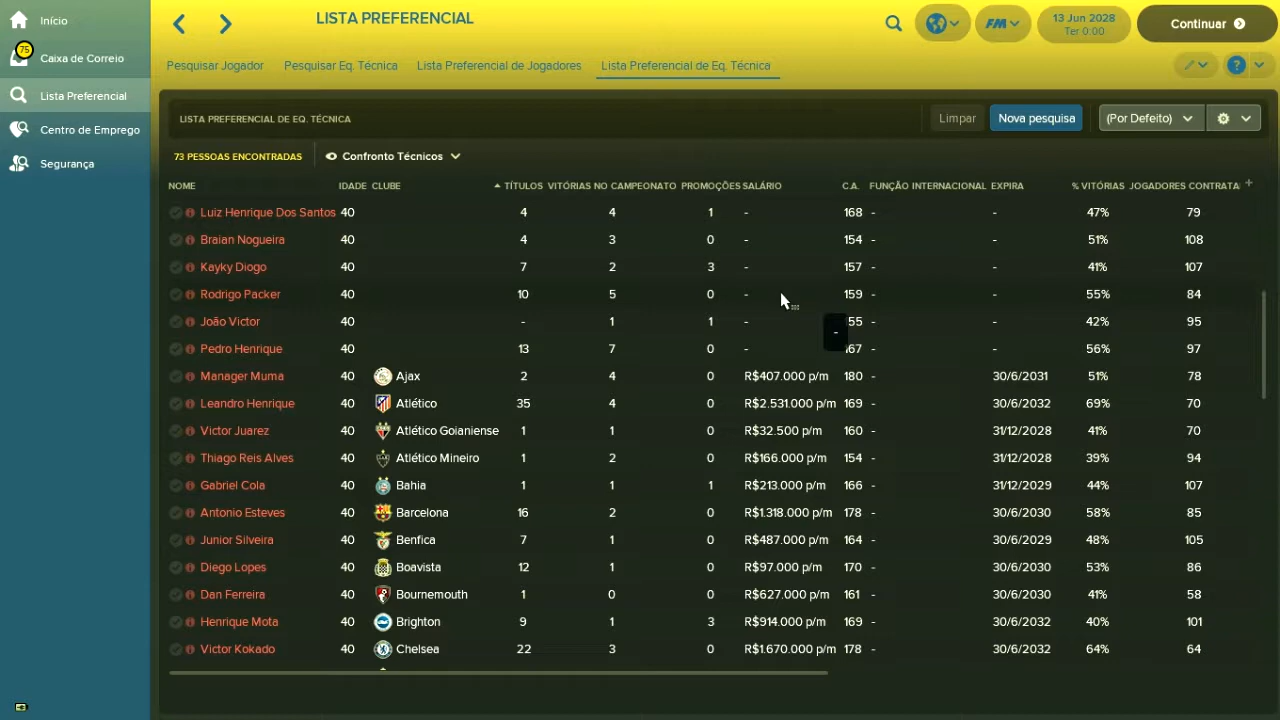 Início
75
Caixa de Correio
Lista Preferencial
Centro de Emprego
Segurança
LISTA PREFERENCIAL
FM
13 Jun 2028
Ter 0:00
Continuar
Pesquisar Jogador
Pesquisar Eq. Técnica
Lista Preferencial de Jogadores
Lista Preferencial de Eq. Técnica
?
LISTA PREFERENCIAL DE EQ. TÉCNICA
Limpar
Nova pesquisa
(Por Defeito)
73 PESSOAS ENCONTRADAS
Confronto Técnicos
NOME IDADE CLUBE TÍTULOS VITÓRIAS NO CAMPEONATO PROMOÇÕES SALÁRIO C.A. FUNÇÃO INTERNACIONAL EXPIRA % VITÓRIAS JOGADORES CONTRATA +
Luiz Henrique Dos Santos 40 4 4 1 - 168 - - 47% 79
Braian Nogueira 40 4 3 0 - 154 - - 51% 108
Kayky Diogo 40 7 2 3 - 157 - - 41% 107
Rodrigo Packer 40 10 5 0 - 159 - - 55% 84
João Victor 40 - 1 1 - 55 - - 42% 95
-
Pedro Henrique 40 13 7 0 - 167 - - 56% 97
Manager Muma 40 Ajax 2 4 0 R$407.000 p/m 180 - 30/6/2031 51% 78
Leandro Henrique 40 Atlético 35 4 0 R$2.531.000 p/m 169 - 30/6/2032 69% 70
Victor Juarez 40 Atlético Goianiense 1 1 0 R$32.500 p/m 160 - 31/12/2028 41% 70
Thiago Reis Alves 40 Atlético Mineiro 1 2 0 R$166.000 p/m 154 - 31/12/2028 39% 94
Gabriel Cola 40 Bahia 1 1 1 R$213.000 p/m 166 - 31/12/2029 44% 107
Antonio Esteves 40 Barcelona 16 2 0 R$1.318.000 p/m 178 - 30/6/2030 58% 85
Junior Silveira 40 Benfica 7 1 0 R$487.000 p/m 164 - 30/6/2029 48% 105
Diego Lopes 40 Boavista 12 1 0 R$97.000 p/m 170 - 30/6/2030 53% 86
Dan Ferreira 40 Bournemouth 1 0 0 R$627.000 p/m 161 - 30/6/2030 41% 58
Henrique Mota 40 Brighton 9 1 3 R$914.000 p/m 169 - 30/6/2032 40% 101
Victor Kokado 40 Chelsea 22 3 0 R$1.670.000 p/m 178 - 30/6/2032 64% 64